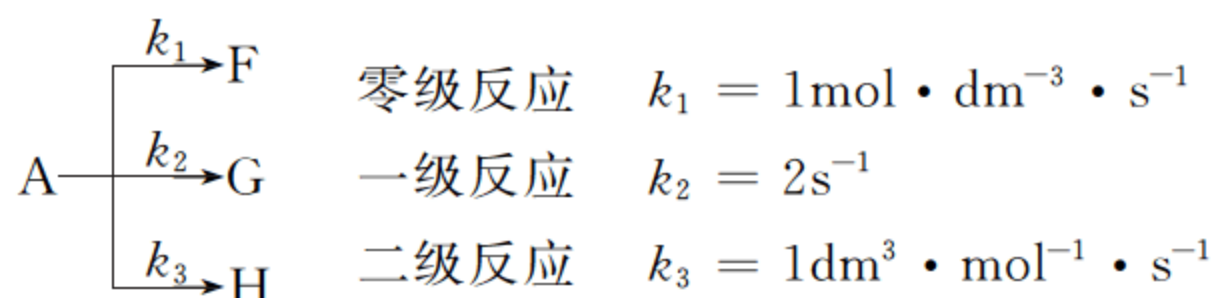 k₁ F 零级反应 k₁ = 1mol · dm⁻³ · s⁻¹
A k₂ G 一级反应 k₂ = 2s⁻¹
k₃ H 二级反应 k₃ = 1dm³ · mol⁻¹ · s⁻¹